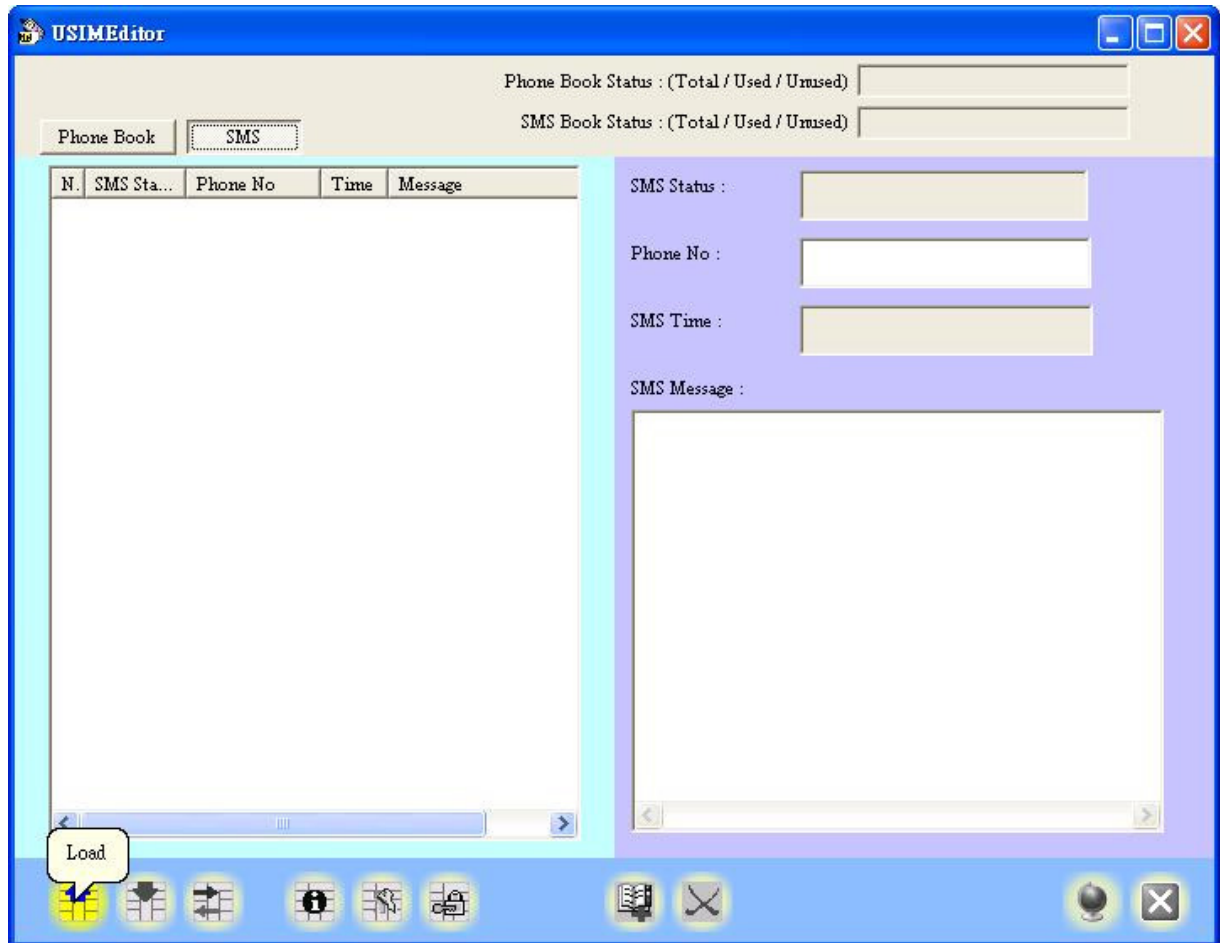 USIMEditor
Phone Book Status : (Total / Used / Unused)
SMS Book Status : (Total / Used / Unused)
Phone Book SMS
N. SMS Sta... Phone No Time Message
SMS Status :
Phone No :
SMS Time :
SMS Message :
Load